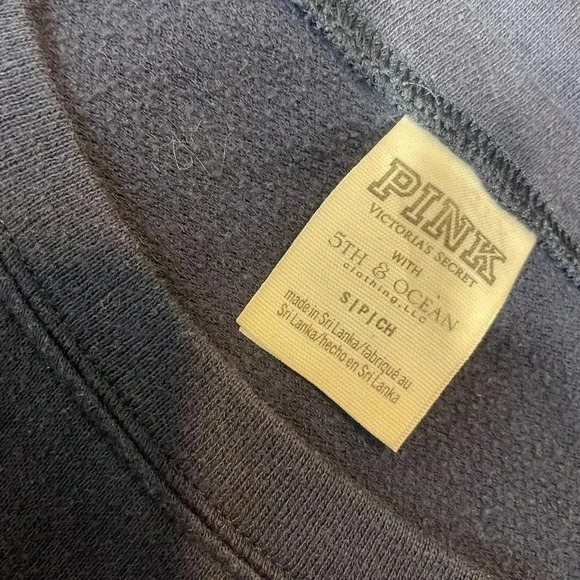 PINK
VICTORIA'S SECRET
WITH
5TH & OCEAN
clothing, LLC
S|P|CH
made in Sri Lanka/fabriqué au
Sri Lanka/hecho en Sri Lanka